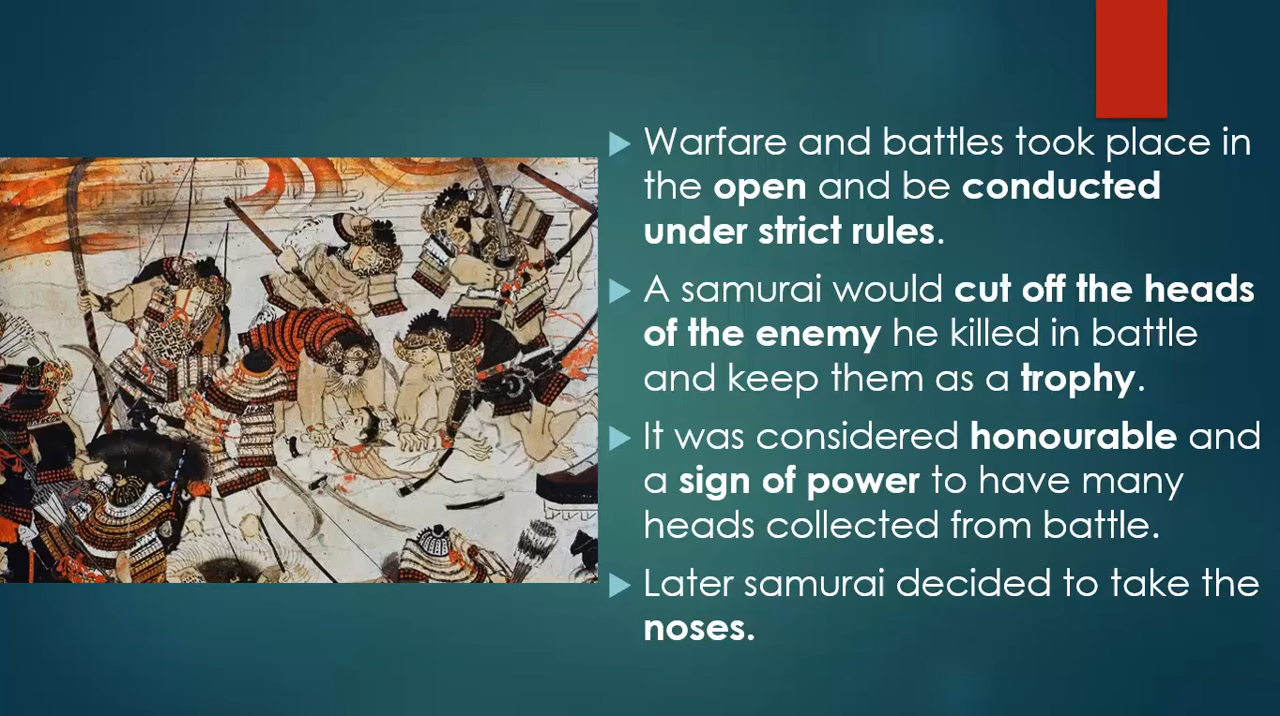 Warfare and battles took place in
the open and be conducted
under strict rules.
A samurai would cut off the heads
of the enemy he killed in battle
and keep them as a trophy.
It was considered honourable and
a sign of power to have many
heads collected from battle.
Later samurai decided to take the
noses.